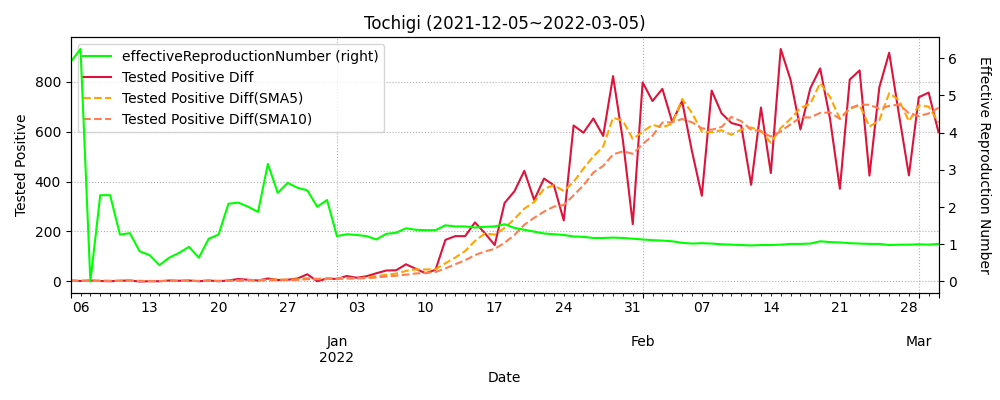 Tochigi (2021-12-05~2022-03-05)
effectiveReproductionNumber (right)
Tested Positive Diff
Tested Positive Diff(SMA5)
Tested Positive Diff(SMA10)
Tested Positive
800
600
400
200
0
6
5
4
3
2
1
0
Effective Reproduction Number
06 13 20 27 03 10 17 24 31 07 14 21 28
Jan Feb Mar
2022
Date